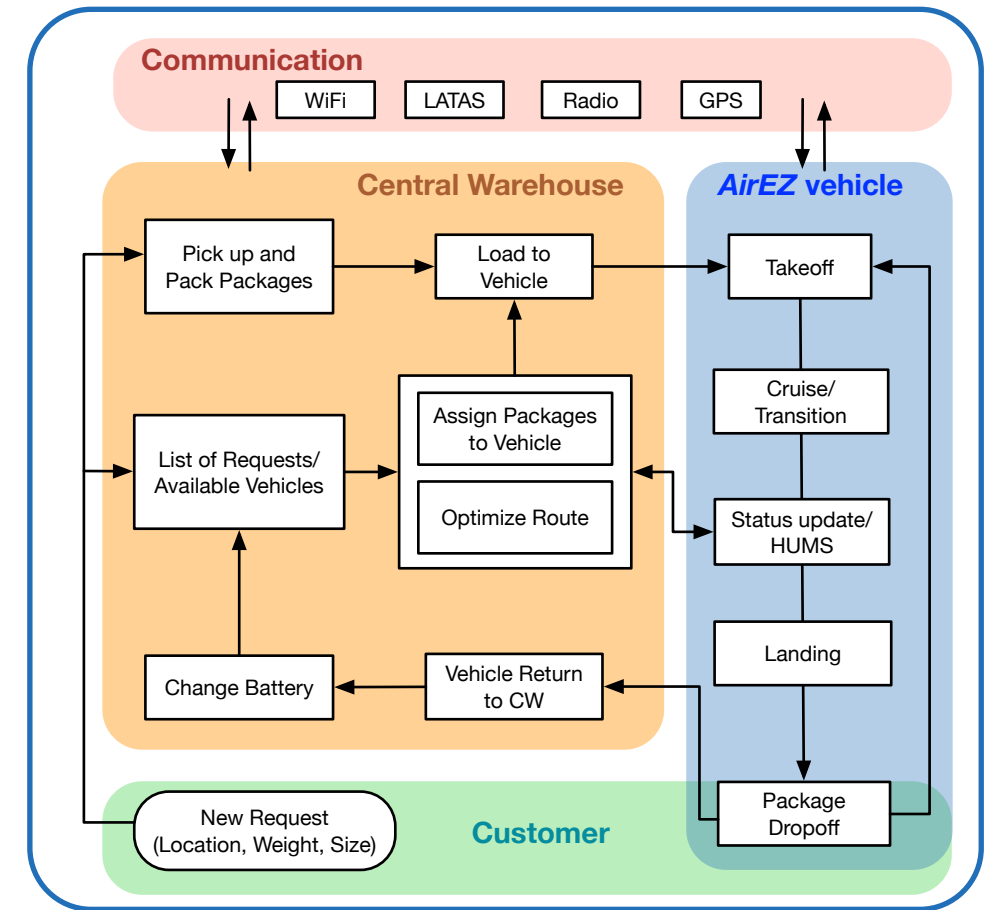 Communication
WiFi
LATAS
Radio
GPS
Central Warehouse
AirEZ vehicle
Pick up and
Pack Packages
Load to
Vehicle
Takeoff
Cruise/
Transition
Assign Packages
to Vehicle
List of Requests/
Available Vehicles
Optimize Route
Status update/
HUMS
Landing
Change Battery
Vehicle Return
to CW
New Request
(Location, Weight, Size)
Customer
Package
Dropoff